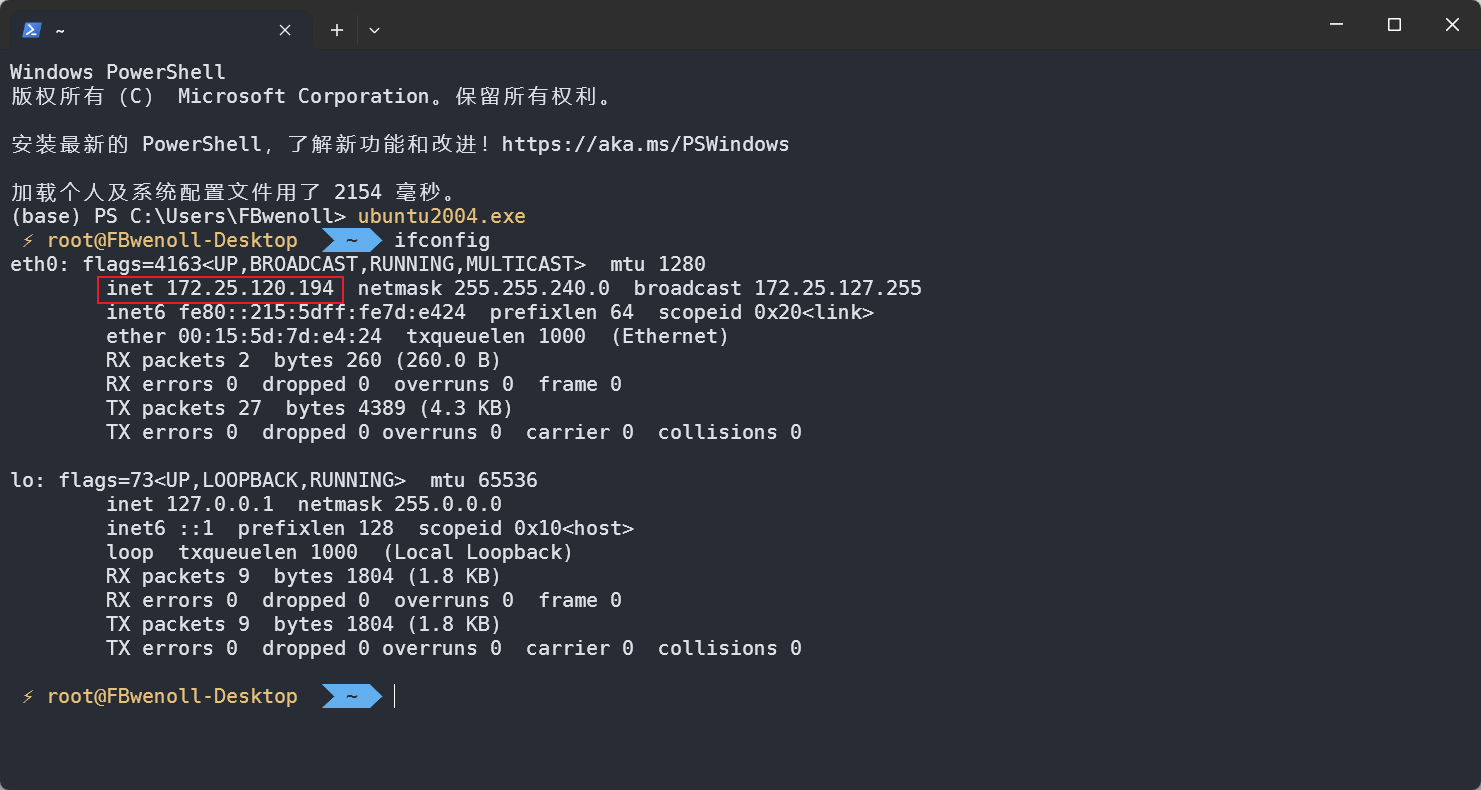 ~
Windows PowerShell
版权所有 (C) Microsoft Corporation。保留所有权利。
安装最新的 PowerShell，了解新功能和改进！https://aka.ms/PSWindows
加载个人及系统配置文件用了 2154 毫秒。
(base) PS C:\Users\FBwenoll> ubuntu2004.exe
⚡ root@FBwenoll-Desktop  ~  ifconfig
eth0: flags=4163<UP,BROADCAST,RUNNING,MULTICAST>  mtu 1280
        inet 172.25.120.194  netmask 255.255.240.0  broadcast 172.25.127.255
        inet6 fe80::215:5dff:fe7d:e424  prefixlen 64  scopeid 0x20<link>
        ether 00:15:5d:7d:e4:24  txqueuelen 1000  (Ethernet)
        RX packets 2  bytes 260 (260.0 B)
        RX errors 0  dropped 0  overruns 0  frame 0
        TX packets 27  bytes 4389 (4.3 KB)
        TX errors 0  dropped 0 overruns 0  carrier 0  collisions 0
lo: flags=73<UP,LOOPBACK,RUNNING>  mtu 65536
        inet 127.0.0.1  netmask 255.0.0.0
        inet6 ::1  prefixlen 128  scopeid 0x10<host>
        loop  txqueuelen 1000  (Local Loopback)
        RX packets 9  bytes 1804 (1.8 KB)
        RX errors 0  dropped 0  overruns 0  frame 0
        TX packets 9  bytes 1804 (1.8 KB)
        TX errors 0  dropped 0 overruns 0  carrier 0  collisions 0
⚡ root@FBwenoll-Desktop  ~